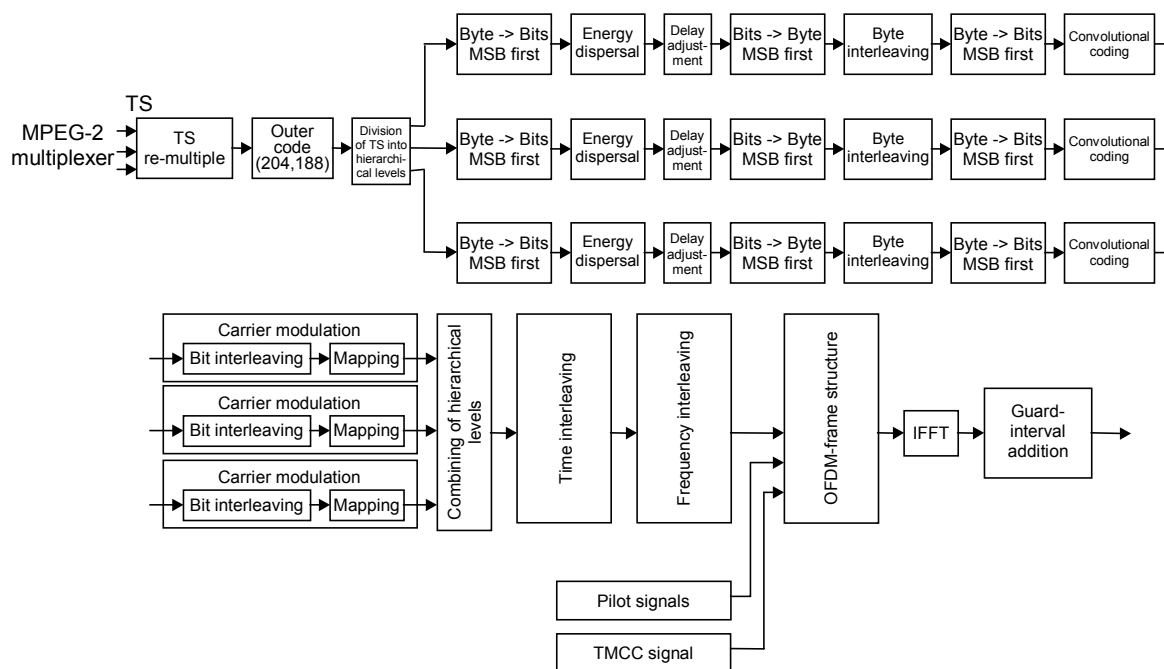 Byte -> Bits
MSB first
Energy
dispersal
Delay
adjust-
ment
Bits -> Byte
MSB first
Byte
interleaving
Byte -> Bits
MSB first
Convolutional
coding
TS
MPEG-2
multiplexer
TS
re-multiple
Outer
code
(204,188)
Division
of TS into
hierarchi-
cal levels
Byte -> Bits
MSB first
Energy
dispersal
Delay
adjust-
ment
Bits -> Byte
MSB first
Byte
interleaving
Byte -> Bits
MSB first
Convolutional
coding
Byte -> Bits
MSB first
Energy
dispersal
Delay
adjust-
ment
Bits -> Byte
MSB first
Byte
interleaving
Byte -> Bits
MSB first
Convolutional
coding
Carrier modulation
Bit interleaving
Mapping
Carrier modulation
Bit interleaving
Mapping
Carrier modulation
Bit interleaving
Mapping
Combining of hierarchical
levels
Time interleaving
Frequency interleaving
OFDM-frame structure
IFFT
Guard-
interval
addition
Pilot signals
TMCC signal